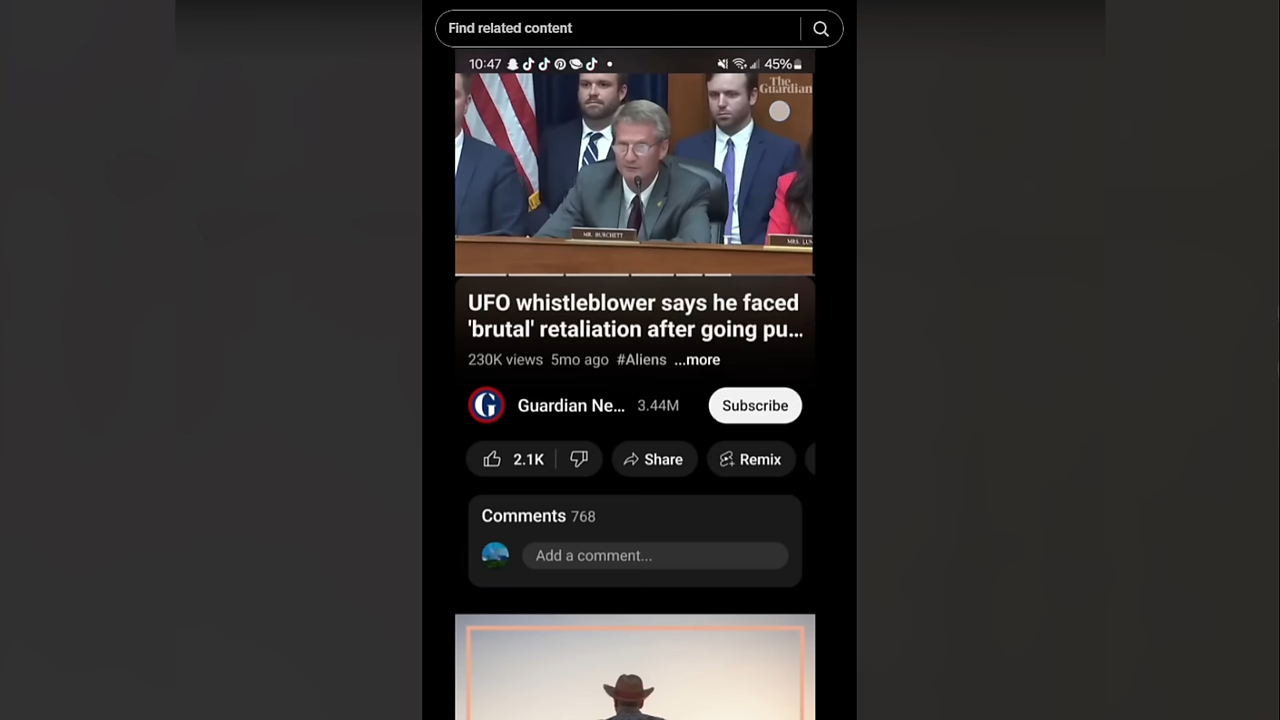 Find related content
10:47
45%
The
Guardian
MR. BURCHETT
MRS. LUN
UFO whistleblower says he faced
'brutal' retaliation after going pu...
230K views 5mo ago #Aliens ...more
G
Guardian Ne... 3.44M
Subscribe
2.1K
Share
Remix
Comments 768
Add a comment...